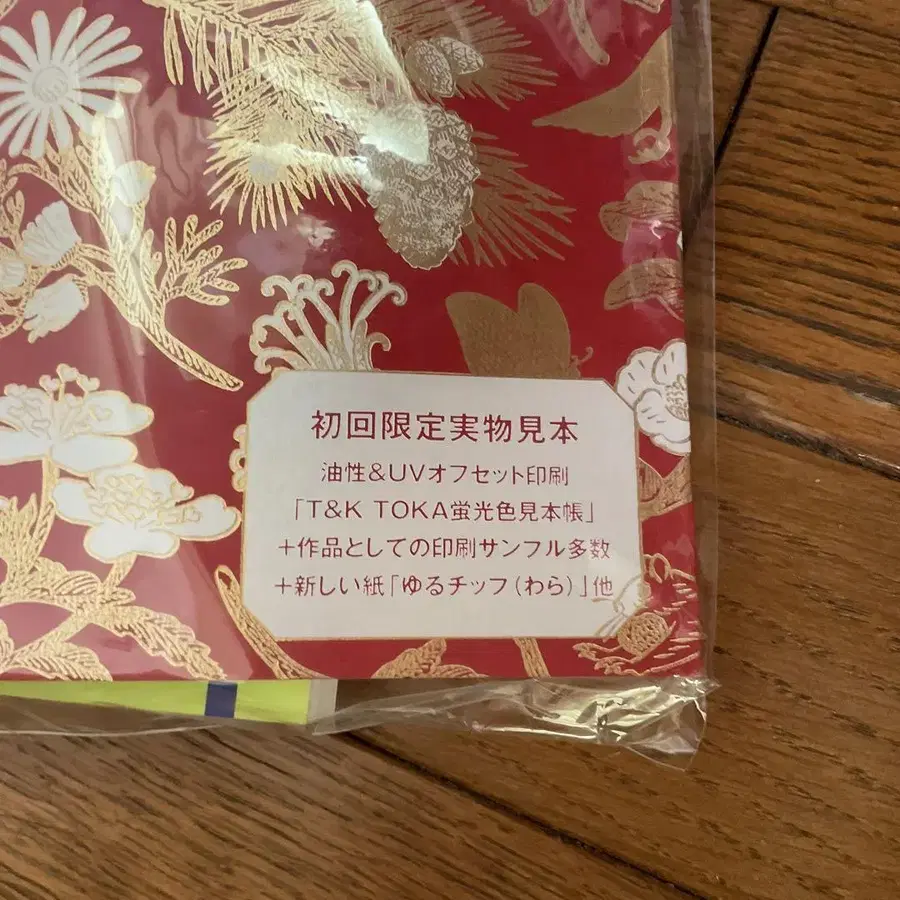 初回限定実物見本
油性&UVオフセット印刷
「T&K TOKA蛍光色見本帳」
+作品としての印刷サンプル多数
+新しい紙「ゆるチップ(わら)」他